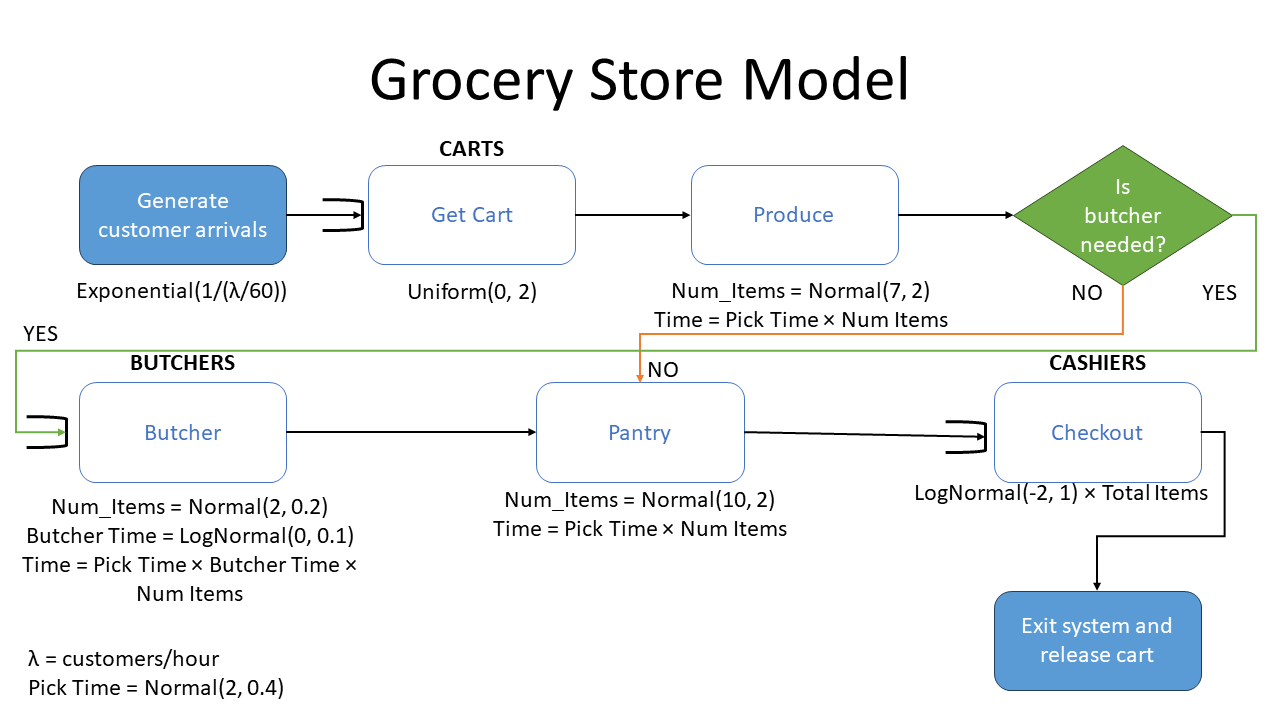 Grocery Store Model
CARTS
Generate
customer arrivals
Get Cart
Produce
Is
butcher
needed?
Exponential(1/(λ/60))
Uniform(0, 2)
Num_Items = Normal(7, 2)
Time = Pick Time × Num Items
NO
YES
YES
BUTCHERS
NO
CASHIERS
Butcher
Pantry
Checkout
Num_Items = Normal(2, 0.2)
Butcher Time = LogNormal(0, 0.1)
Time = Pick Time × Butcher Time ×
Num Items
Num_Items = Normal(10, 2)
Time = Pick Time × Num Items
LogNormal(-2, 1) × Total Items
Exit system and
release cart
λ = customers/hour
Pick Time = Normal(2, 0.4)